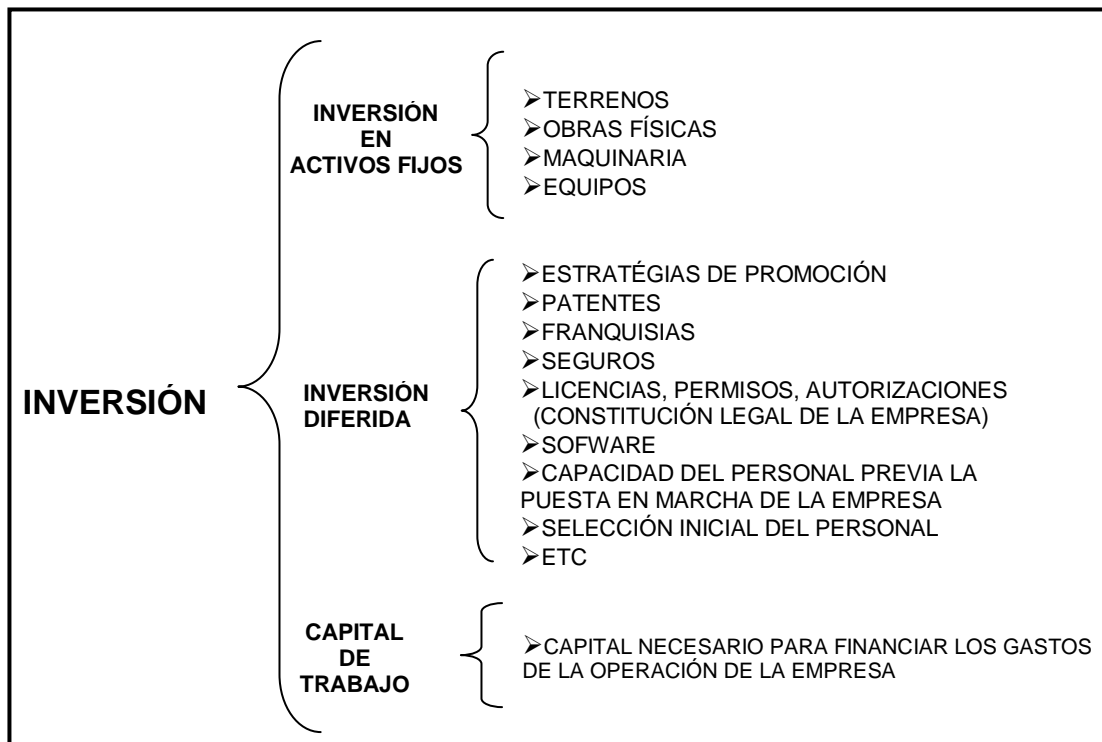 INVERSIÓN
INVERSIÓN
EN
ACTIVOS FIJOS
➢TERRENOS
➢OBRAS FÍSICAS
➢MAQUINARIA
➢EQUIPOS
INVERSIÓN
DIFERIDA
➢ESTRATÉGIAS DE PROMOCIÓN
➢PATENTES
➢FRANQUISIAS
➢SEGUROS
➢LICENCIAS, PERMISOS, AUTORIZACIONES
(CONSTITUCIÓN LEGAL DE LA EMPRESA)
➢SOFWARE
➢CAPACIDAD DEL PERSONAL PREVIA LA
PUESTA EN MARCHA DE LA EMPRESA
➢SELECCIÓN INICIAL DEL PERSONAL
➢ETC
CAPITAL
DE
TRABAJO
➢CAPITAL NECESARIO PARA FINANCIAR LOS GASTOS
DE LA OPERACIÓN DE LA EMPRESA